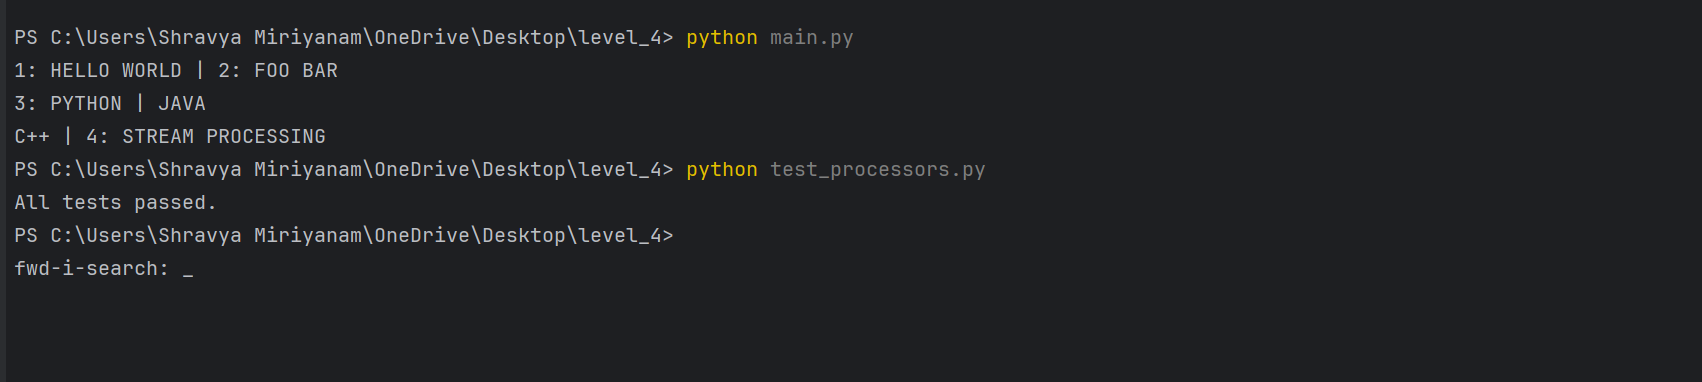 PS C:\Users\Shravya Miriyanam\OneDrive\Desktop\level_4> python main.py
1: HELLO WORLD | 2: FOO BAR
3: PYTHON | JAVA
C++ | 4: STREAM PROCESSING
PS C:\Users\Shravya Miriyanam\OneDrive\Desktop\level_4> python test_processors.py
All tests passed.
PS C:\Users\Shravya Miriyanam\OneDrive\Desktop\level_4>
fwd-i-search: _